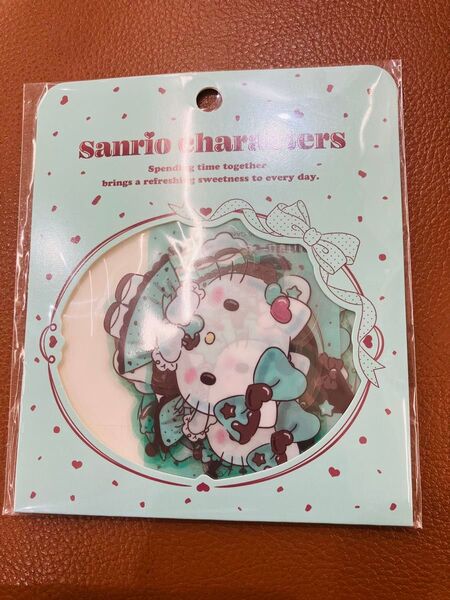 sanrio characters
Spending time together
brings a refreshing sweetness to every day.